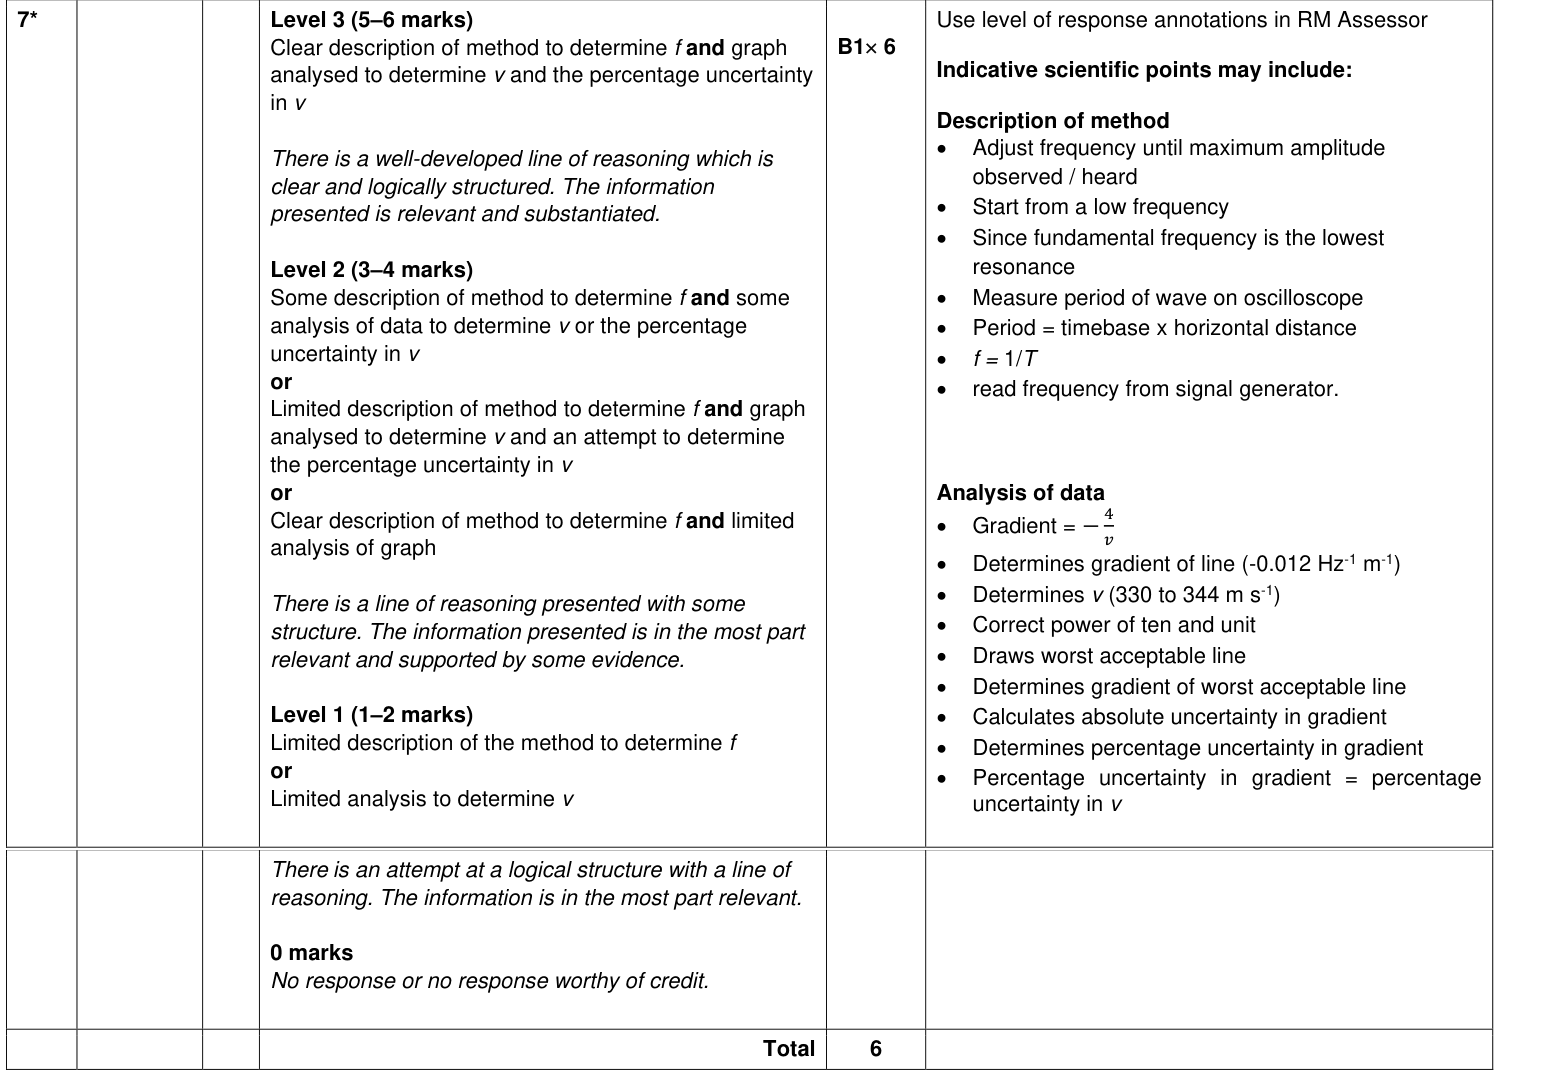 7*
Level 3 (5–6 marks)
Clear description of method to determine f and graph
analysed to determine v and the percentage uncertainty
in v
There is a well-developed line of reasoning which is
clear and logically structured. The information
presented is relevant and substantiated.
Level 2 (3–4 marks)
Some description of method to determine f and some
analysis of data to determine v or the percentage
uncertainty in v
or
Limited description of method to determine f and graph
analysed to determine v and an attempt to determine
the percentage uncertainty in v
or
Clear description of method to determine f and limited
analysis of graph
There is a line of reasoning presented with some
structure. The information presented is in the most part
relevant and supported by some evidence.
Level 1 (1–2 marks)
Limited description of the method to determine f
or
Limited analysis to determine v
B1× 6
Use level of response annotations in RM Assessor
Indicative scientific points may include:
Description of method
• Adjust frequency until maximum amplitude
observed / heard
• Start from a low frequency
• Since fundamental frequency is the lowest
resonance
• Measure period of wave on oscilloscope
• Period = timebase x horizontal distance
• f = 1/T
• read frequency from signal generator.
Analysis of data
• Gradient = −4/v
• Determines gradient of line (-0.012 Hz⁻¹ m⁻¹)
• Determines v (330 to 344 m s⁻¹)
• Correct power of ten and unit
• Draws worst acceptable line
• Determines gradient of worst acceptable line
• Calculates absolute uncertainty in gradient
• Determines percentage uncertainty in gradient
• Percentage uncertainty in gradient = percentage
uncertainty in v
There is an attempt at a logical structure with a line of
reasoning. The information is in the most part relevant.
0 marks
No response or no response worthy of credit.
Total 6